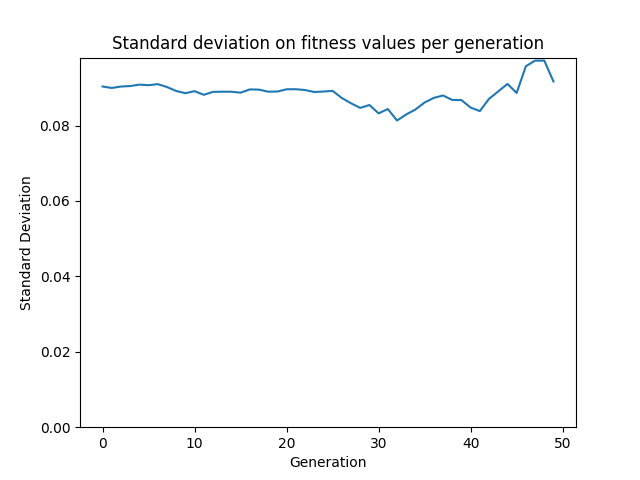 Standard deviation on fitness values per generation
Standard Deviation
0.08
0.06
0.04
0.02
0.00
0 10 20 30 40 50
Generation